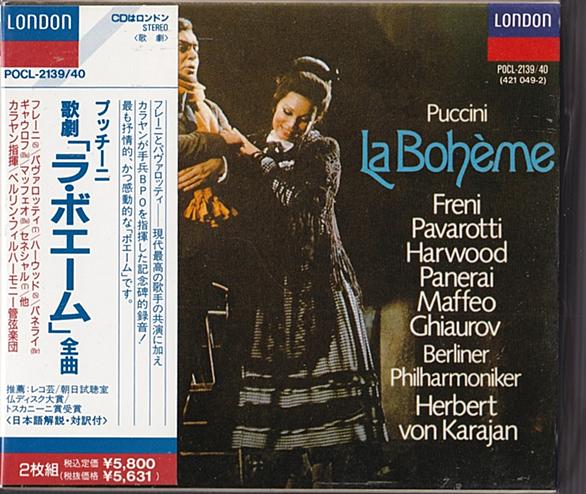 LONDON
CDはロンドン
STEREO
〈歌 劇〉
POCL-2139/40
フレーニとパヴァロッティ――現代最高の歌手の共演に加え
カラヤンが手兵BPOを指揮した記念碑的録音!
最も抒情的、かつ感動的な「ボエーム」です。
プッチーニ
歌劇「ラ・ボエーム」全曲
フレーニ(S)/パヴァロッティ(T)/ハーウッド(S)/パネライ(Br)
ギャウロフ(Bs)/マッフェオ(Br)/セネシャル(T)/他
カラヤン指揮/ベルリン・フィルハーモニー管弦楽団
推薦:レコ芸/朝日試聴室
仏ディスク大賞/
トスカニーニ賞受賞
〈日本語解説・対訳付〉
2枚組 税込定価 ¥5,800
(税抜価格 ¥5,631)
LONDON
POCL-2139/40
(421 049-2)
Puccini
La Bohème
Freni
Pavarotti
Harwood
Panerai
Maffeo
Ghiaurov
Berliner
Philharmoniker
Herbert
von Karajan